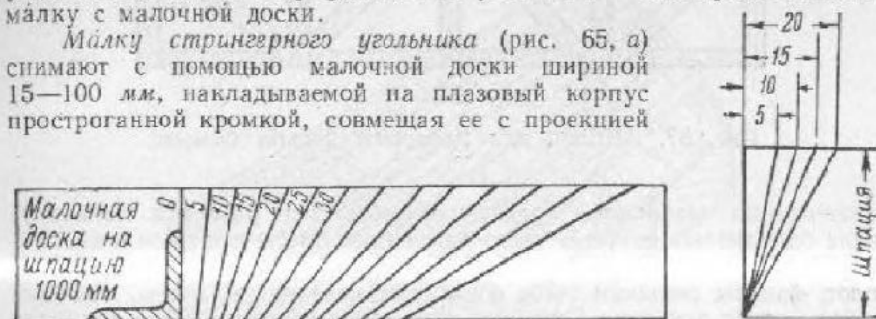 малку с малочной доски.
Малку стрингерного угольника (рис. 65, а)
снимают с помощью малочной доски шириной
15—100 мм, накладываемой на плазовый корпус
простроганной кромкой, совмещая ее с проекцией
Малочная
доска на
шпацию
1000 мм
0 5 10 15 20 25 30
20
15
10
5
Шпация